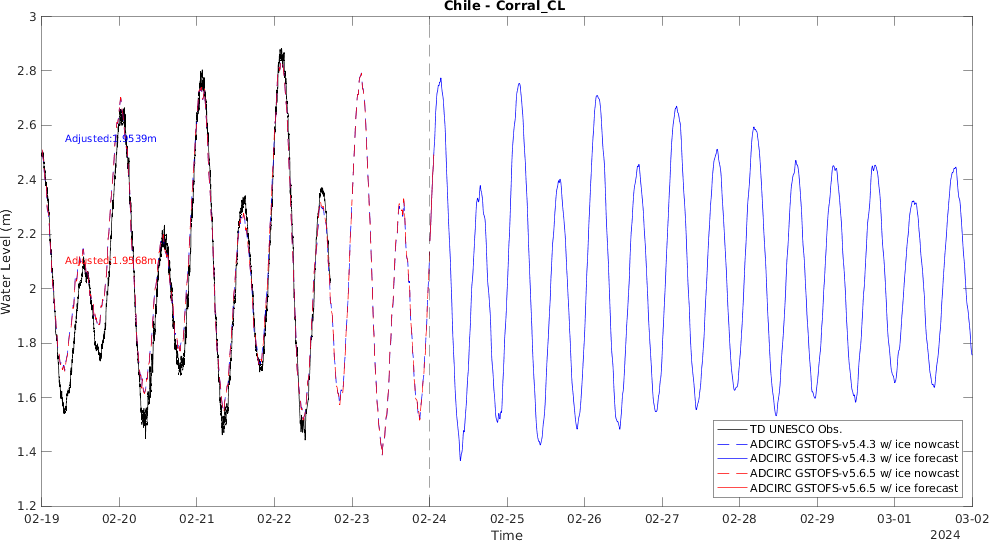 Chile - Corral_CL
3
2.8
2.6
2.4
2.2
2
1.8
1.6
1.4
1.2
Water Level (m)
Adjusted:1.9539m
Adjusted:1.9568m
TD UNESCO Obs.
ADCIRC GSTOFS-v5.4.3 w/ ice nowcast
ADCIRC GSTOFS-v5.4.3 w/ ice forecast
ADCIRC GSTOFS-v5.6.5 w/ ice nowcast
ADCIRC GSTOFS-v5.6.5 w/ ice forecast
02-19 02-20 02-21 02-22 02-23 02-24 02-25 02-26 02-27 02-28 02-29 03-01 03-02
Time
2024